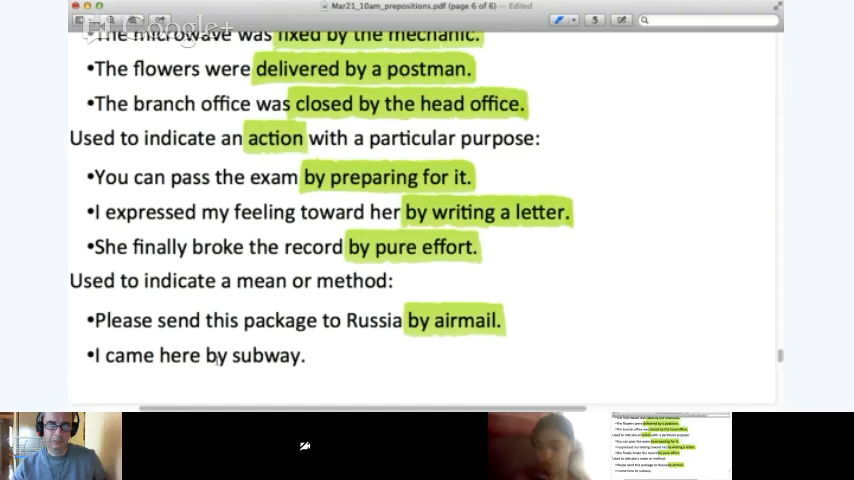 Mar21_10am_prepositions.pdf (page 6 of 6) — Edited
Google+
•The microwave was fixed by the mechanic.
•The flowers were delivered by a postman.
•The branch office was closed by the head office.
Used to indicate an action with a particular purpose:
•You can pass the exam by preparing for it.
•I expressed my feeling toward her by writing a letter.
•She finally broke the record by pure effort.
Used to indicate a mean or method:
•Please send this package to Russia by airmail.
•I came here by subway.